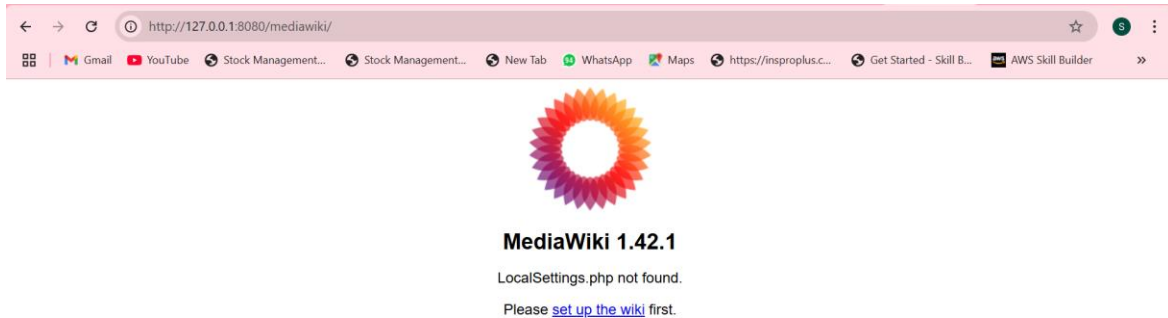 http://127.0.0.1:8080/mediawiki/
S
Gmail YouTube Stock Management... Stock Management... New Tab 94 WhatsApp Maps https://insproplus.c... Get Started - Skill B... aws AWS Skill Builder »
MediaWiki 1.42.1
LocalSettings.php not found.
Please set up the wiki first.